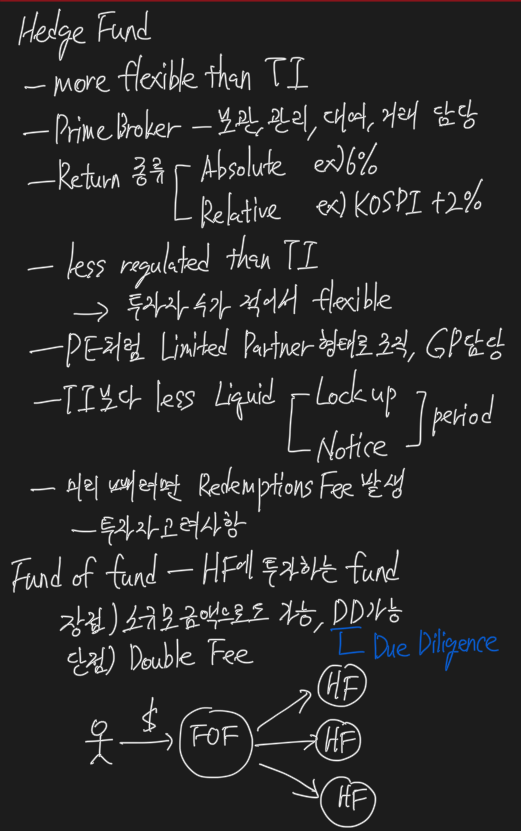 Hedge Fund
- more flexible than TI
- Prime Broker - 보관, 관리, 대여, 거래 담당
- Return 종류 Absolute ex) 6%
Relative ex) KOSPI +2%
- less regulated than TI
→ 투자자 수가 적어서 flexible
- PE처럼 Limited Partner 형태로 조직, GP담당
- TI보다 less Liquid Lock up
Notice period
- 미리 빼려면 Redemptions Fee 발생
- 투자자고려사항
Fund of fund - HF에 투자하는 fund
장점) 소규모금액으로도 가능, DD가능
단점) Double Fee Due Diligence
$ FOF HF
HF
HF